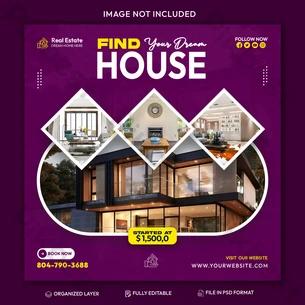 IMAGE NOT INCLUDED
Real Estate
DREAM HOME HERE
FOLLOW NOW
FIND Your Dream
HOUSE
STARTED AT
$1,500,0
BOOK NOW
804-790-3688
VISIT OUR WEBSITE
WWW.YOURWEBSITE.COM
ORGANIZED LAYER
FULLY EDITABLE
FILE IN PSD FORMAT